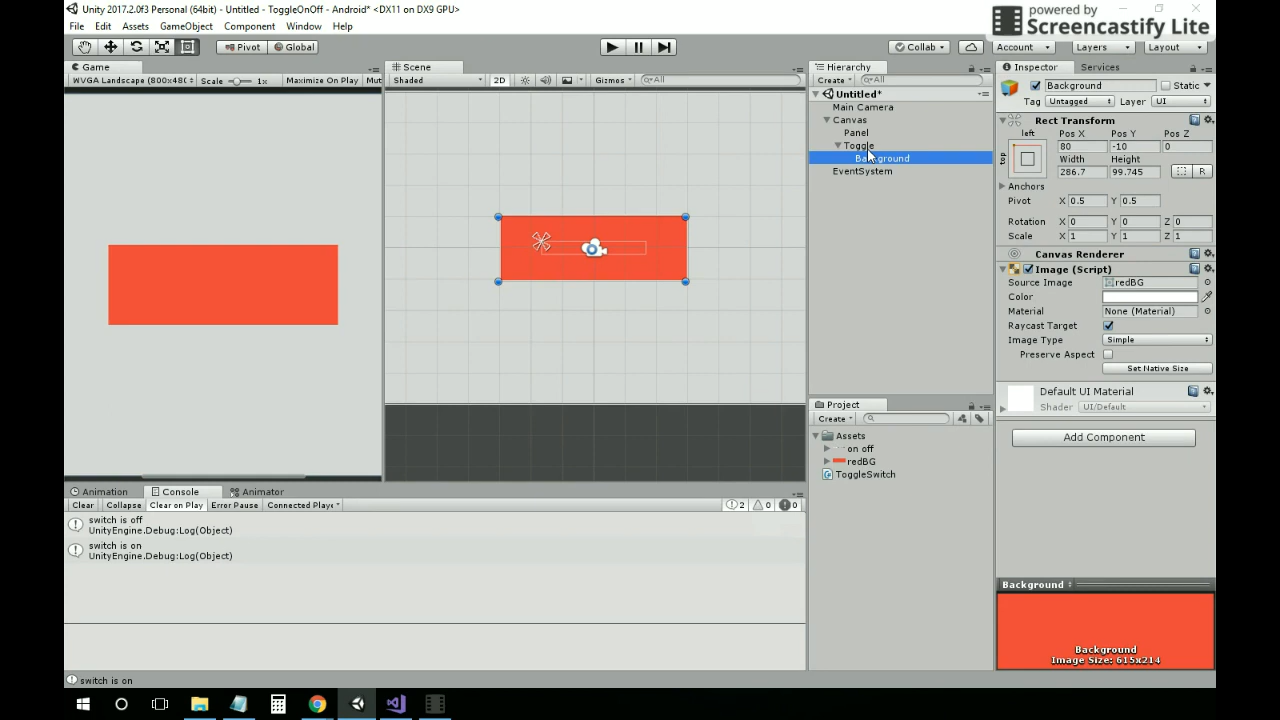 Unity 2017.2.0f3 Personal (64bit) - Untitled - ToggleOnOff - Android* <DX11 on DX9 GPU>
powered by
Screencastify Lite
File Edit Assets GameObject Component Window Help
Pivot Global Collab Account Layers Layout
Game Scene Hierarchy Inspector Services
WVGA Landscape (800x48( Scale 1x Maximize On Play Mut Shaded 2D Gizmos All Create All
Untitled*
Main Camera
Canvas
Panel
Toggle
Background
EventSystem
Background Static
Tag Untagged Layer UI
Rect Transform
left Pos X Pos Y Pos Z
top 80 -10 0
Width Height
286.7 99.745 R
Anchors
Pivot X 0.5 Y 0.5
Rotation X 0 Y 0 Z 0
Scale X 1 Y 1 Z 1
Canvas Renderer
Image (Script)
Source Image redBG
Color
Material None (Material)
Raycast Target
Image Type Simple
Preserve Aspect
Set Native Size
Default UI Material
Shader UI/Default
Add Component
Project
Create
Assets
on off
redBG
ToggleSwitch
Animation Console Animator
Clear Collapse Clear on Play Error Pause Connected Playe 2 0 0
switch is off
UnityEngine.Debug:Log(Object)
switch is on
UnityEngine.Debug:Log(Object)
Background
Background
Image Size: 615x214
switch is on